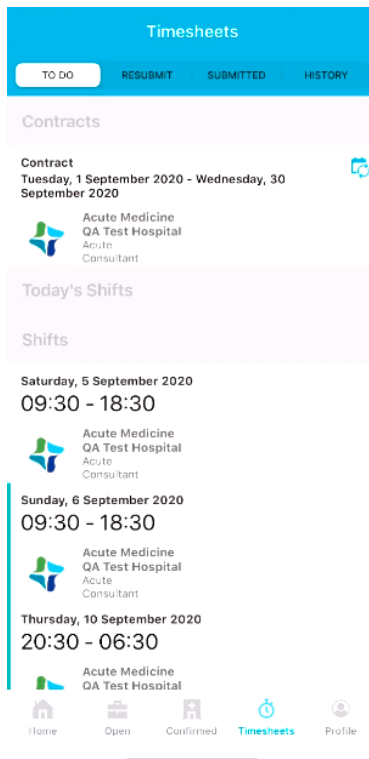 Timesheets
TO DO RESUBMIT SUBMITTED HISTORY
Contracts
Contract
Tuesday, 1 September 2020 - Wednesday, 30
September 2020
Acute Medicine
QA Test Hospital
Acute
Consultant
Today's Shifts
Shifts
Saturday, 5 September 2020
09:30 - 18:30
Acute Medicine
QA Test Hospital
Acute
Consultant
Sunday, 6 September 2020
09:30 - 18:30
Acute Medicine
QA Test Hospital
Acute
Consultant
Thursday, 10 September 2020
20:30 - 06:30
Acute Medicine
QA Test Hospital
Home Open Confirmed Timesheets Profile